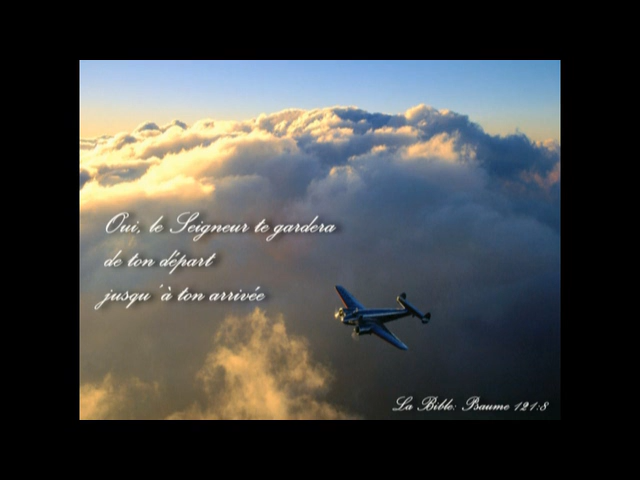 Oui, le Seigneur te gardera
de ton départ
jusqu'à ton arrivée
La Bible: Psaume 121:8